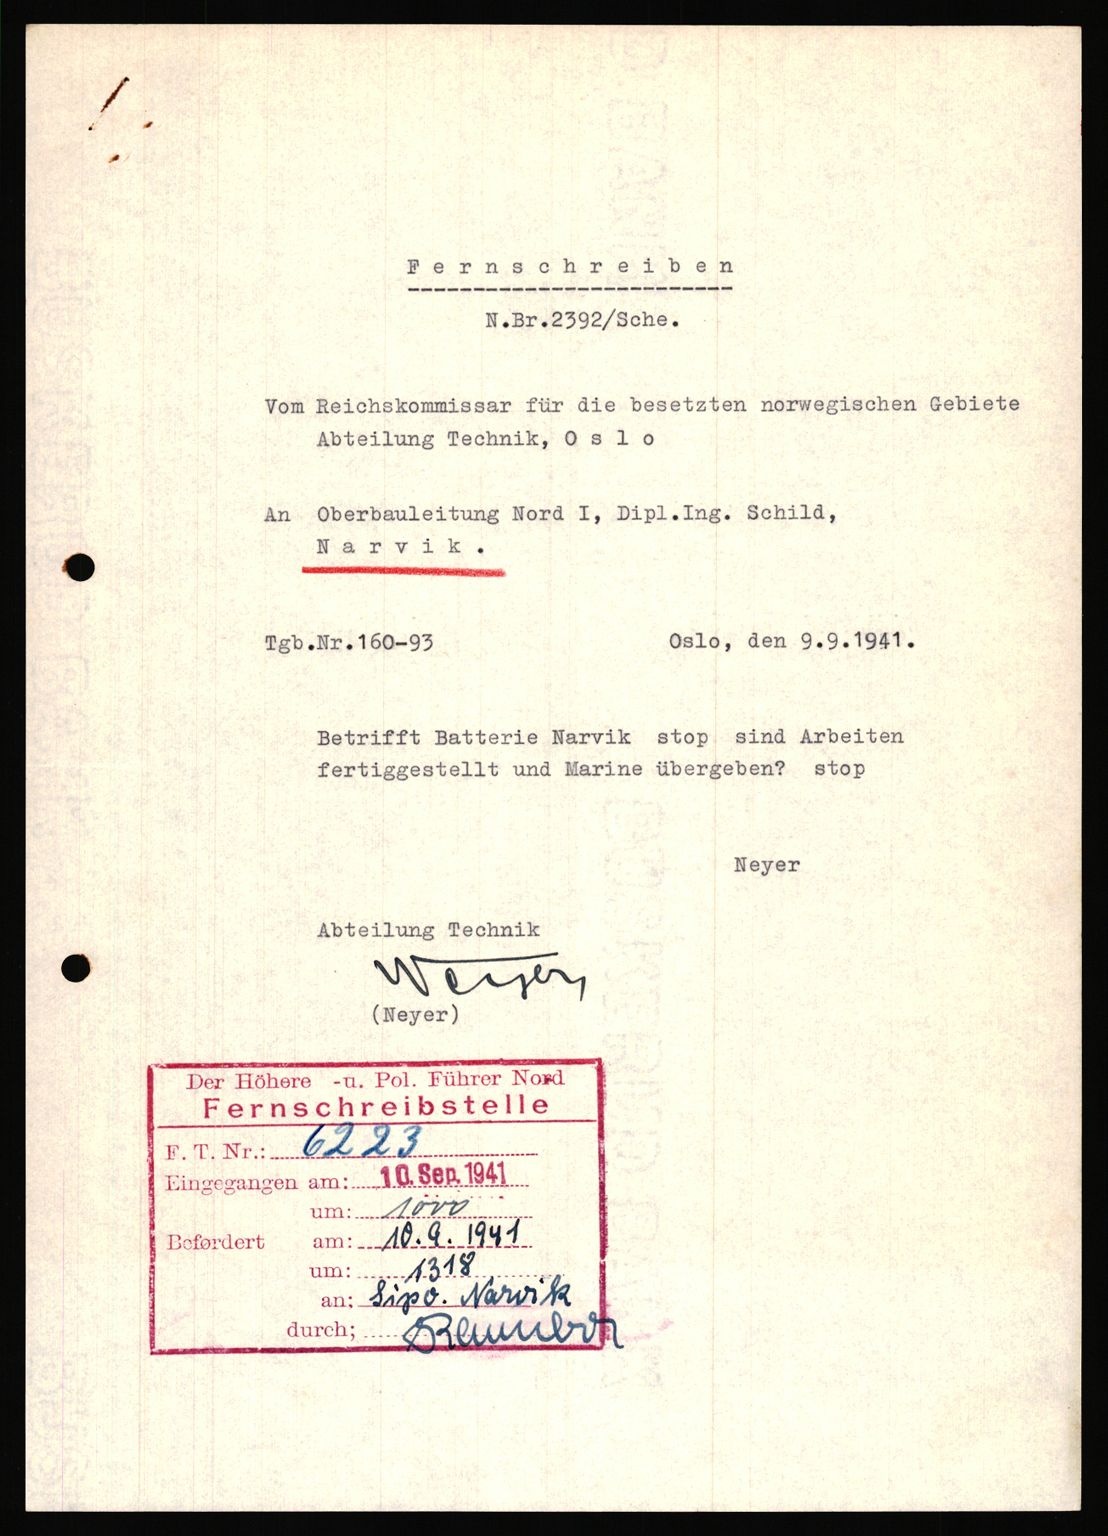 F e r n s c h r e i b e n
N.Br.2392/Sche.
Vom Reichskommissar für die besetzten norwegischen Gebiete
Abteilung Technik, O s l o
An Oberbauleitung Nord I, Dipl.Ing. Schild,
N a r v i k .
Tgb.Nr.160-93 Oslo, den 9.9.1941.
Betrifft Batterie Narvik stop sind Arbeiten
fertiggestellt und Marine übergeben? stop
Neyer
Abteilung Technik
Neyer
(Neyer)
Der Höhere -u. Pol. Führer Nord
Fernschreibstelle
F. T. Nr.: 6223
Eingegangen am: 10. Sep. 1941
um: 1000
Befördert am: 10.9.1941
um: 1318
an: Sipo. Narvik
durch;